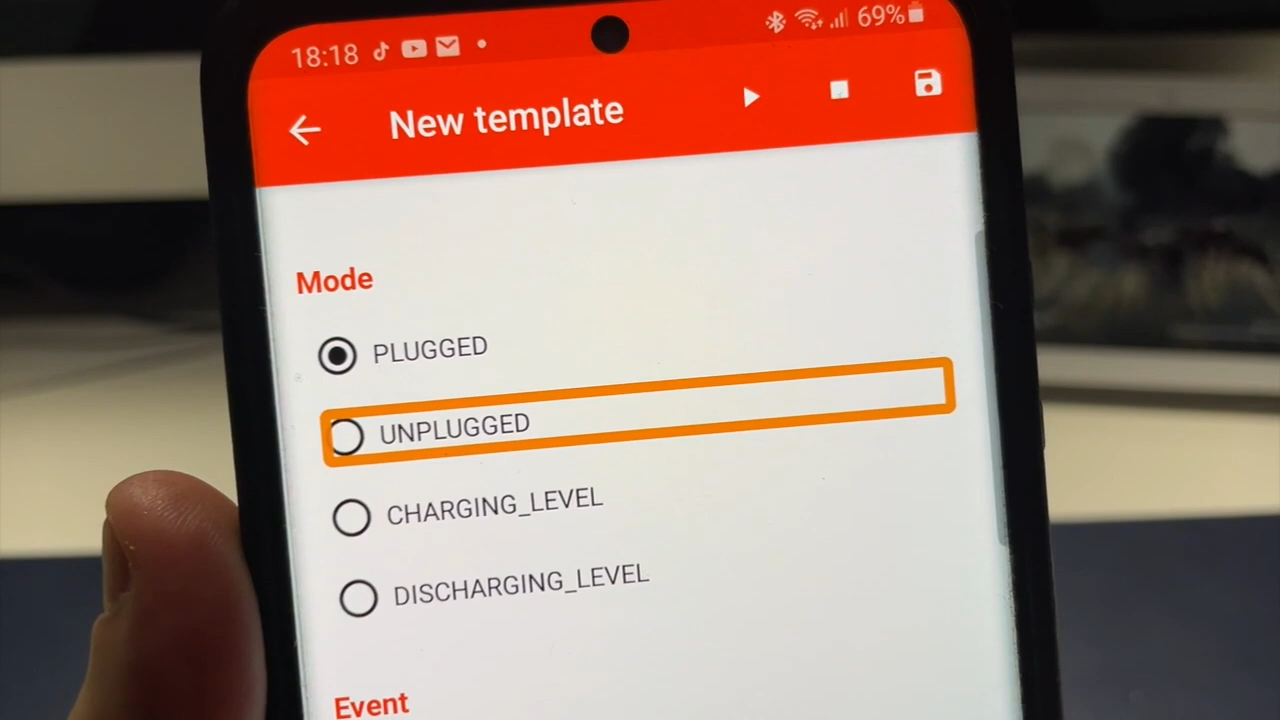 18:18 69%
New template
Mode
PLUGGED
UNPLUGGED
CHARGING_LEVEL
DISCHARGING_LEVEL
Event